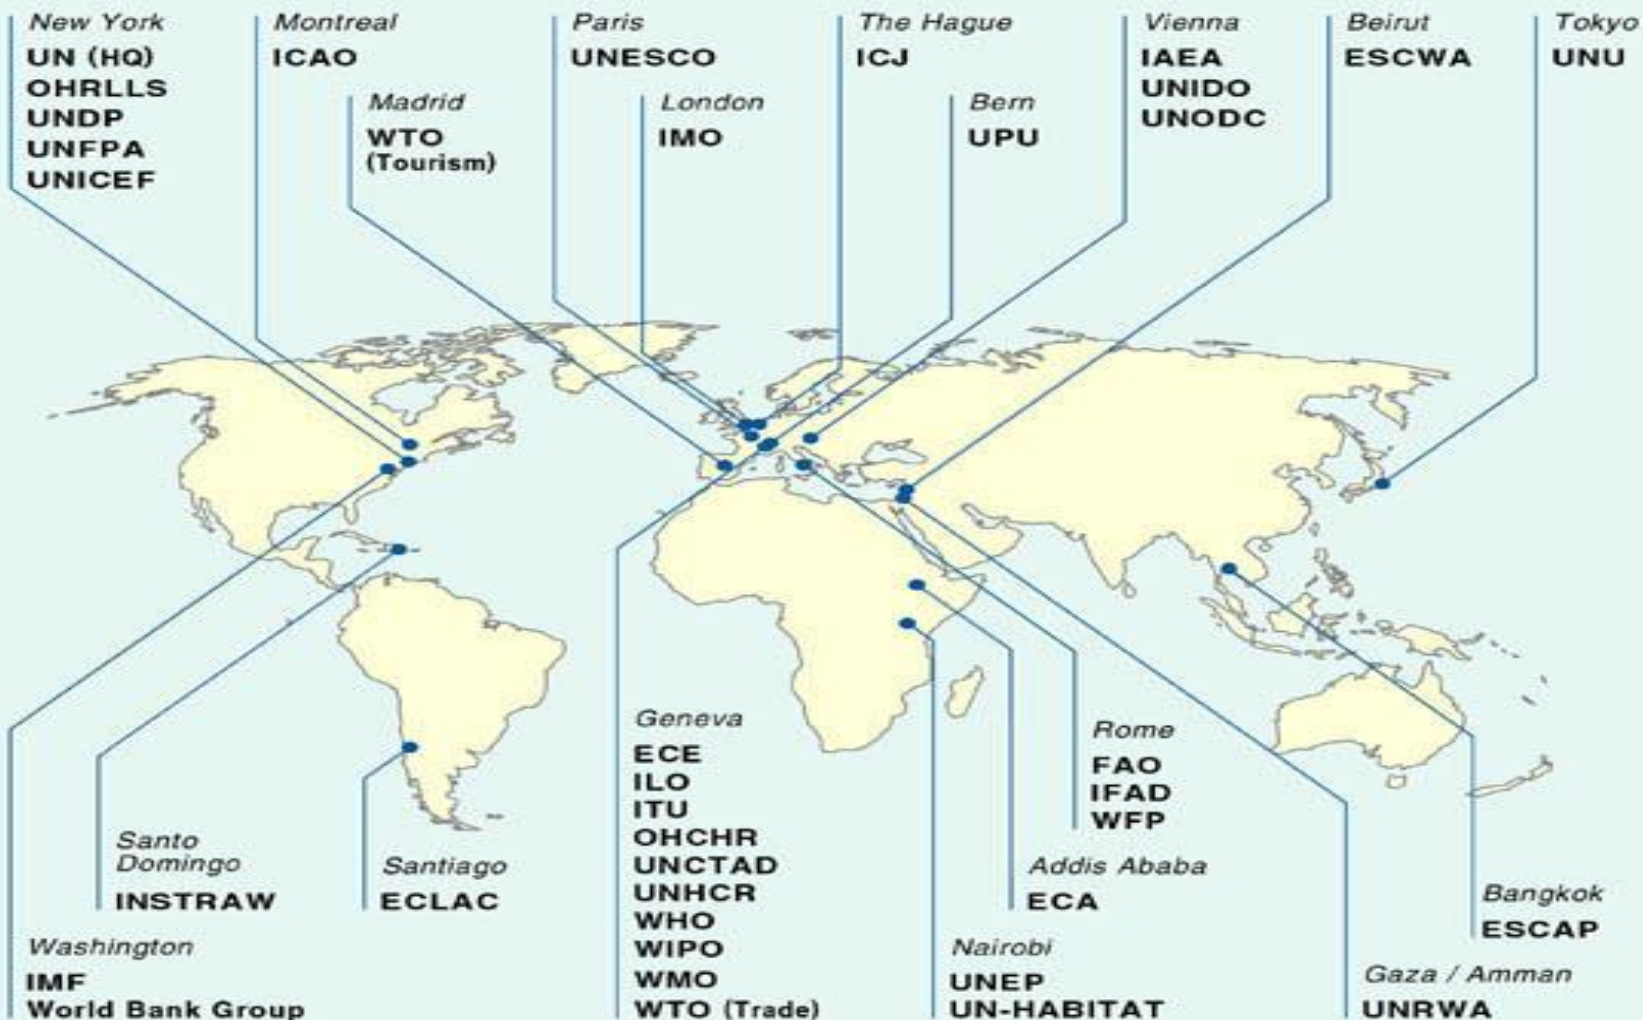 New York
UN (HQ)
OHRLLS
UNDP
UNFPA
UNICEF
Montreal
ICAO
Madrid
WTO
(Tourism)
Paris
UNESCO
London
IMO
The Hague
ICJ
Bern
UPU
Vienna
IAEA
UNIDO
UNODC
Beirut
ESCWA
Tokyo
UNU
Santo
Domingo
INSTRAW
Washington
IMF
World Bank Group
Santiago
ECLAC
Geneva
ECE
ILO
ITU
OHCHR
UNCTAD
UNHCR
WHO
WIPO
WMO
WTO (Trade)
Rome
FAO
IFAD
WFP
Addis Ababa
ECA
Nairobi
UNEP
UN-HABITAT
Bangkok
ESCAP
Gaza / Amman
UNRWA